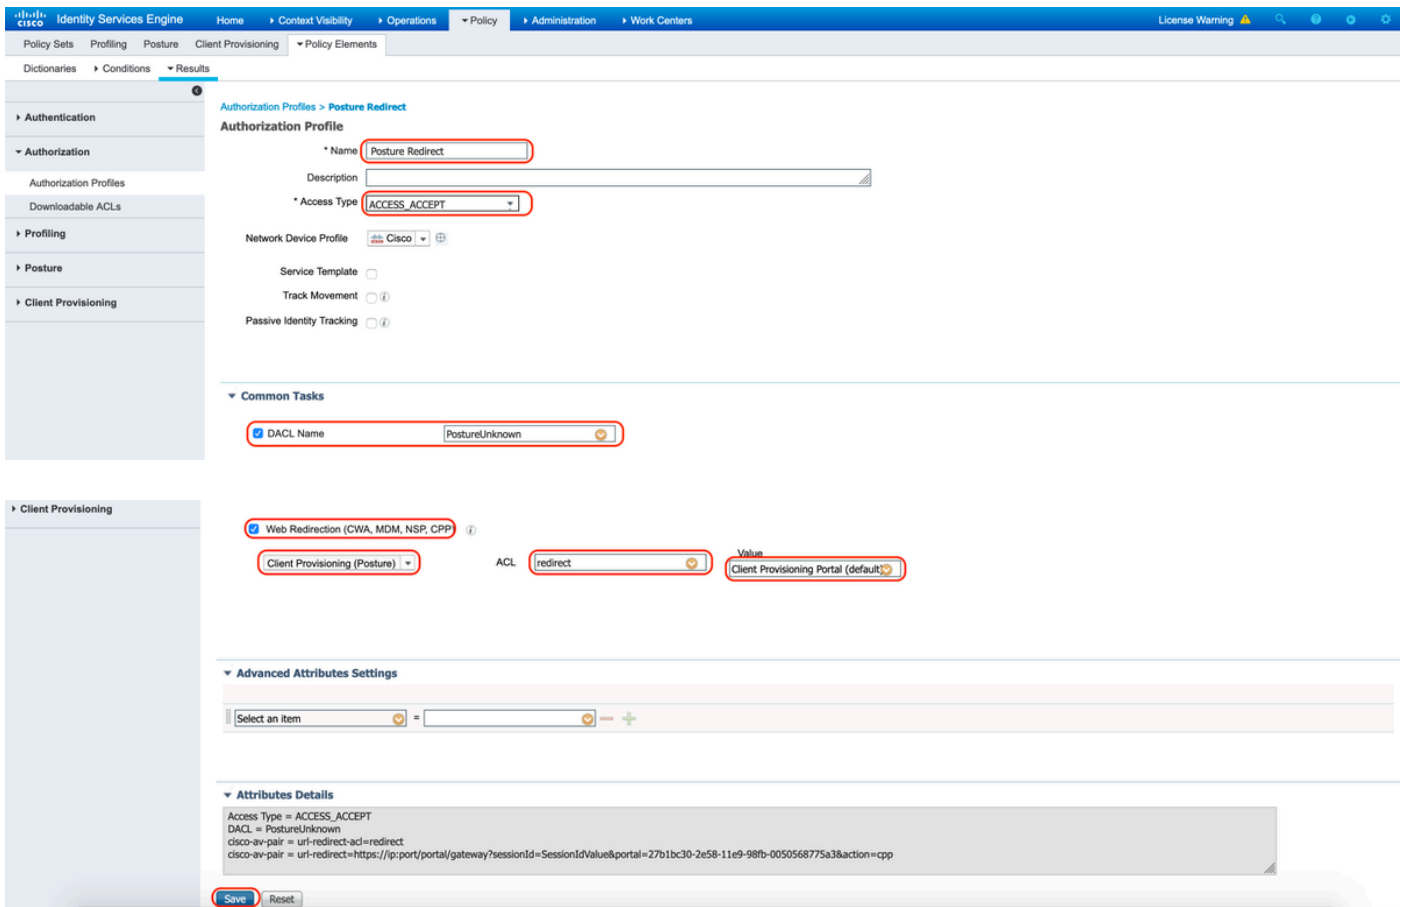 cisco Identity Services Engine Home Context Visibility Operations Policy Administration Work Centers License Warning
Policy Sets Profiling Posture Client Provisioning Policy Elements
Dictionaries Conditions Results
Authentication
Authorization
Authorization Profiles
Downloadable ACLs
Profiling
Posture
Client Provisioning
Authorization Profiles > Posture Redirect
Authorization Profile
* Name Posture Redirect
Description
* Access Type ACCESS_ACCEPT
Network Device Profile Cisco
Service Template
Track Movement
Passive Identity Tracking
Common Tasks
DACL Name PostureUnknown
Client Provisioning
Web Redirection (CWA, MDM, NSP, CPP)
Client Provisioning (Posture) ACL redirect Value Client Provisioning Portal (default)
Advanced Attributes Settings
Select an item =
Attributes Details
Access Type = ACCESS_ACCEPT
DACL = PostureUnknown
cisco-av-pair = url-redirect-acl=redirect
cisco-av-pair = url-redirect=https://ip:port/portal/gateway?sessionId=SessionIdValue&portal=27b1bc30-2e58-11e9-98fb-0050568775a3&action=cpp
Save Reset